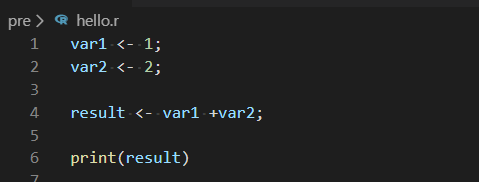 pre > hello.r
1 var1 <- 1;
2 var2 <- 2;
3
4 result <- var1 +var2;
5
6 print(result)
7